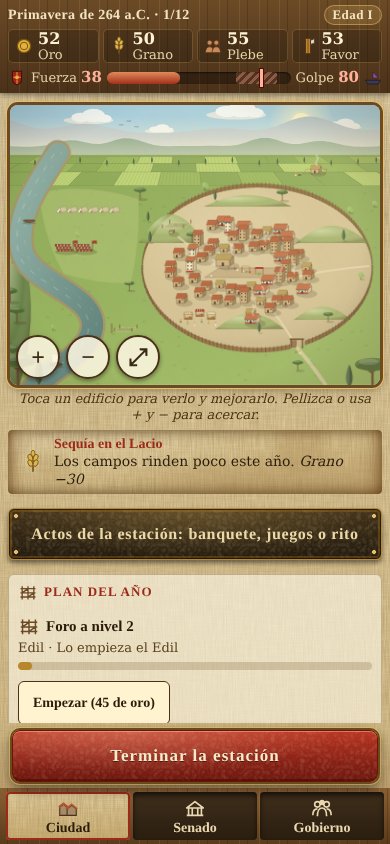 Primavera de 264 a.C. · 1/12
Edad I
52
Oro
50
Grano
55
Plebe
53
Favor
Fuerza 38
Golpe 80
+
−
Toca un edificio para verlo y mejorarlo. Pellizca o usa
+ y − para acercar.
Sequía en el Lacio
Los campos rinden poco este año. Grano
−30
Actos de la estación: banquete, juegos o rito
PLAN DEL AÑO
Foro a nivel 2
Edil · Lo empieza el Edil
Empezar (45 de oro)
Terminar la estación
Ciudad
Senado
Gobierno